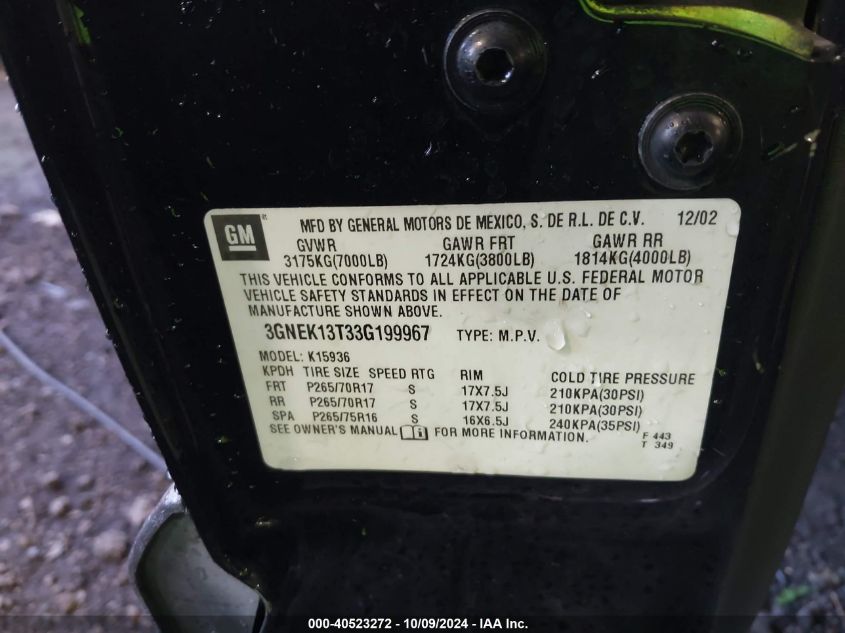 GM
MFD BY GENERAL MOTORS DE MEXICO, S. DE R.L. DE C.V. 12/02
GVWR GAWR FRT GAWR RR
3175KG(7000LB) 1724KG(3800LB) 1814KG(4000LB)
THIS VEHICLE CONFORMS TO ALL APPLICABLE U.S. FEDERAL MOTOR
VEHICLE SAFETY STANDARDS IN EFFECT ON THE DATE OF
MANUFACTURE SHOWN ABOVE.
3GNEK13T33G199967 TYPE: M.P.V.
MODEL: K15936
KPDH TIRE SIZE SPEED RTG RIM COLD TIRE PRESSURE
FRT P265/70R17 S 17X7.5J 210KPA(30PSI)
RR P265/70R17 S 17X7.5J 210KPA(30PSI)
SPA P265/75R16 S 16X6.5J 240KPA(35PSI)
SEE OWNER'S MANUAL FOR MORE INFORMATION. F 443
T 349
000-40523272 - 10/09/2024 - IAA Inc.